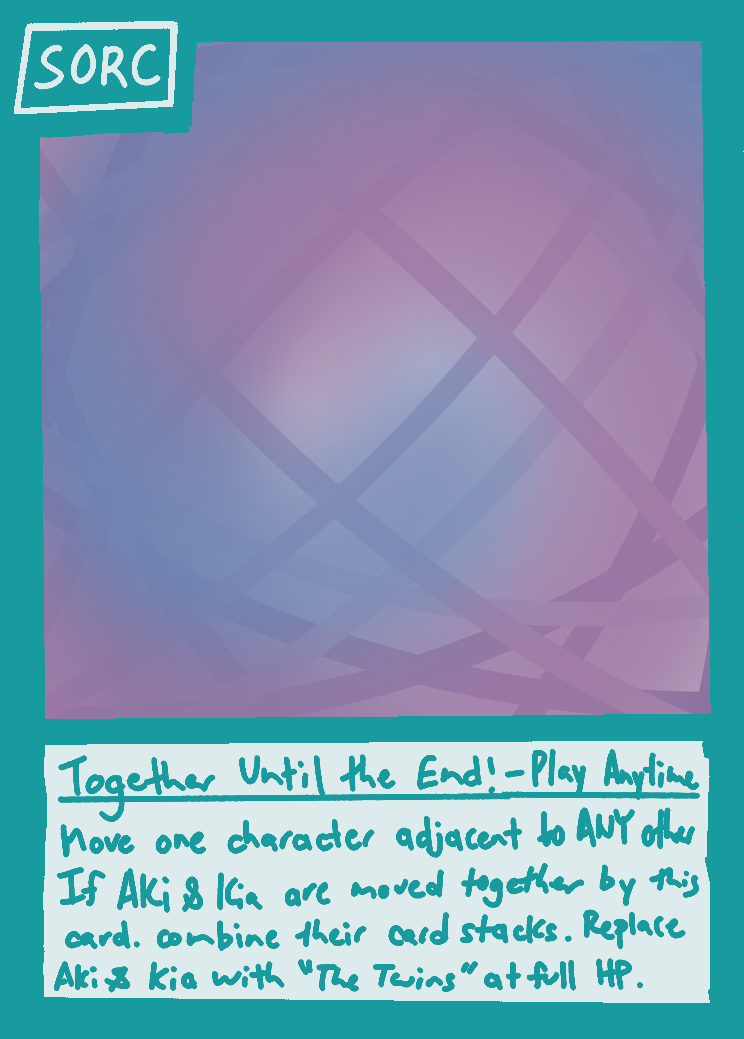 SORC
Together Until the End! - Play Anytime
Move one character adjacent to ANY other
If Aki & Kia are moved together by this
card. combine their card stacks. Replace
Aki & Kia with "The Twins" at full HP.